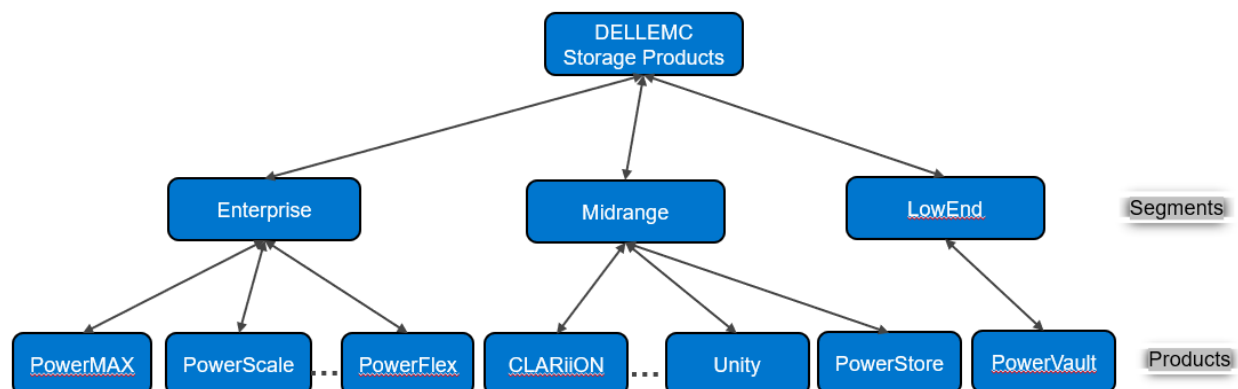 DELLEMC
Storage Products
Enterprise
Midrange
LowEnd
Segments
PowerMAX
PowerScale
...
PowerFlex
CLARiiON
...
Unity
PowerStore
PowerVault
Products